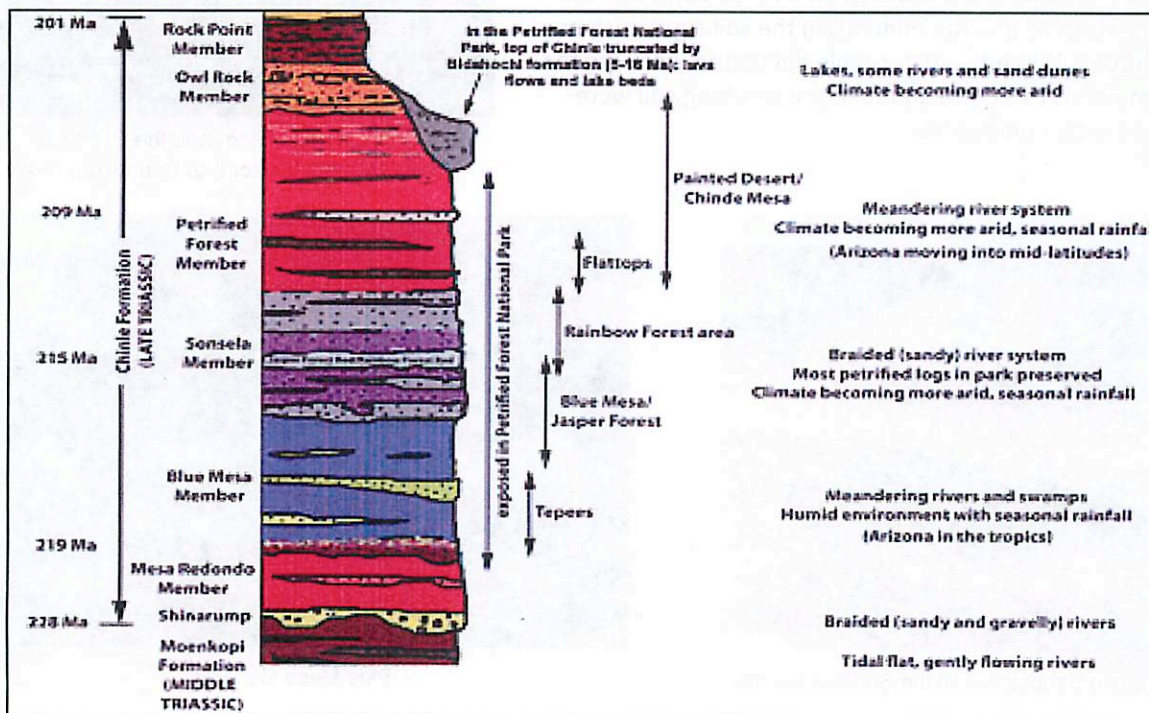 201 Ma
Rock Point
Member
Owl Rock
Member
In the Petrified Forest National
Park, top of Chinle truncated by
Bidahochi formation (5-16 Ma): lava
flows and lake beds
Lakes, some rivers and sand dunes
Climate becoming more arid
Chinle Formation
(LATE TRIASSIC)
209 Ma
Petrified
Forest
Member
exposed in Petrified Forest National Park
Painted Desert/
Chinde Mesa
Flattops
Meandering river system
Climate becoming more arid, seasonal rainfall
(Arizona moving into mid-latitudes)
Rainbow Forest area
Sonsela
Member
215 Ma
Braided (sandy) river system
Most petrified logs in park preserved
Climate becoming more arid, seasonal rainfall
Blue Mesa/
Jasper Forest
Blue Mesa
Member
Tepees
Meandering rivers and swamps
Humid environment with seasonal rainfall
(Arizona in the tropics)
219 Ma
Mesa Redondo
Member
228 Ma
Shinarump
Braided (sandy and gravelly) rivers
Moenkopi
Formation
(MIDDLE
TRIASSIC)
Tidal flat, gently flowing rivers